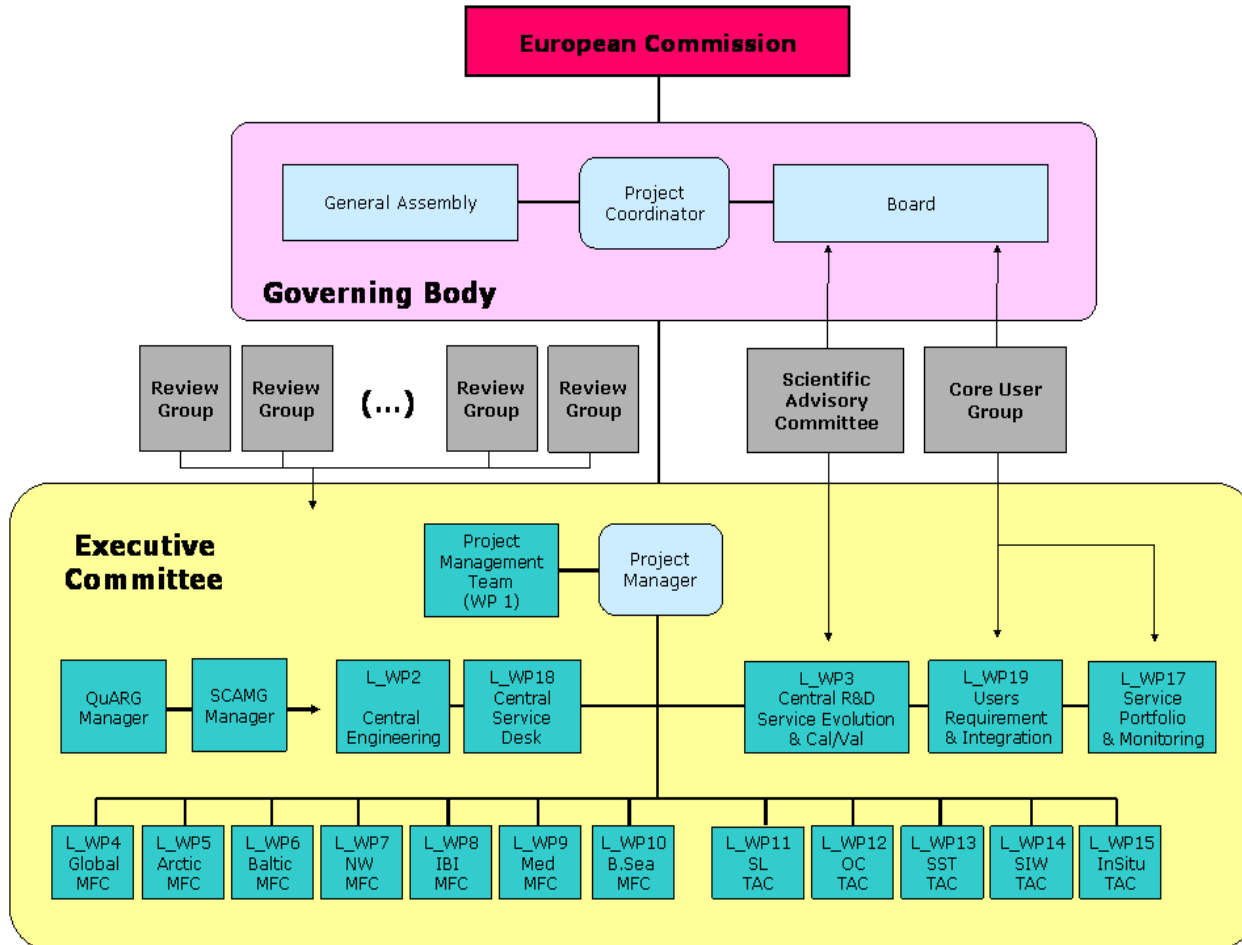 European Commission
General Assembly
Project
Coordinator
Board
Governing Body
Review
Group
Review
Group
(...)
Review
Group
Review
Group
Scientific
Advisory
Committee
Core User
Group
Executive
Committee
Project
Management
Team
(WP 1)
Project
Manager
QuARG
Manager
SCAMG
Manager
L_WP2
Central
Engineering
L_WP18
Central
Service
Desk
L_WP3
Central R&D
Service Evolution
& Cal/Val
L_WP19
Users
Requirement
& Integration
L_WP17
Service
Portfolio
& Monitoring
L_WP4
Global
MFC
L_WP5
Arctic
MFC
L_WP6
Baltic
MFC
L_WP7
NW
MFC
L_WP8
IBI
MFC
L_WP9
Med
MFC
L_WP10
B.Sea
MFC
L_WP11
SL
TAC
L_WP12
OC
TAC
L_WP13
SST
TAC
L_WP14
SIW
TAC
L_WP15
InSitu
TAC